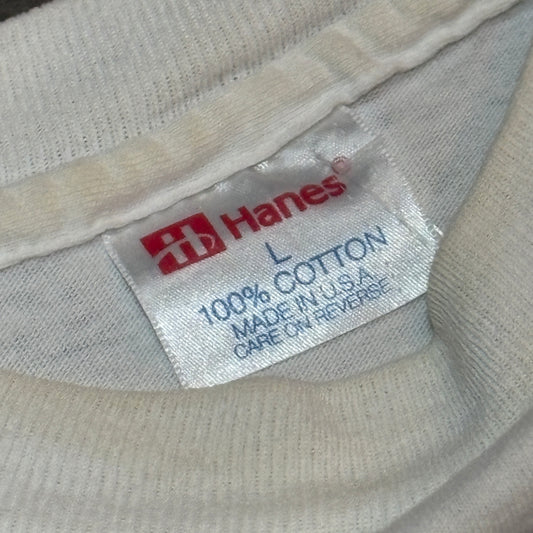 Hanes®
L
100% COTTON
MADE IN U.S.A.
CARE ON REVERSE